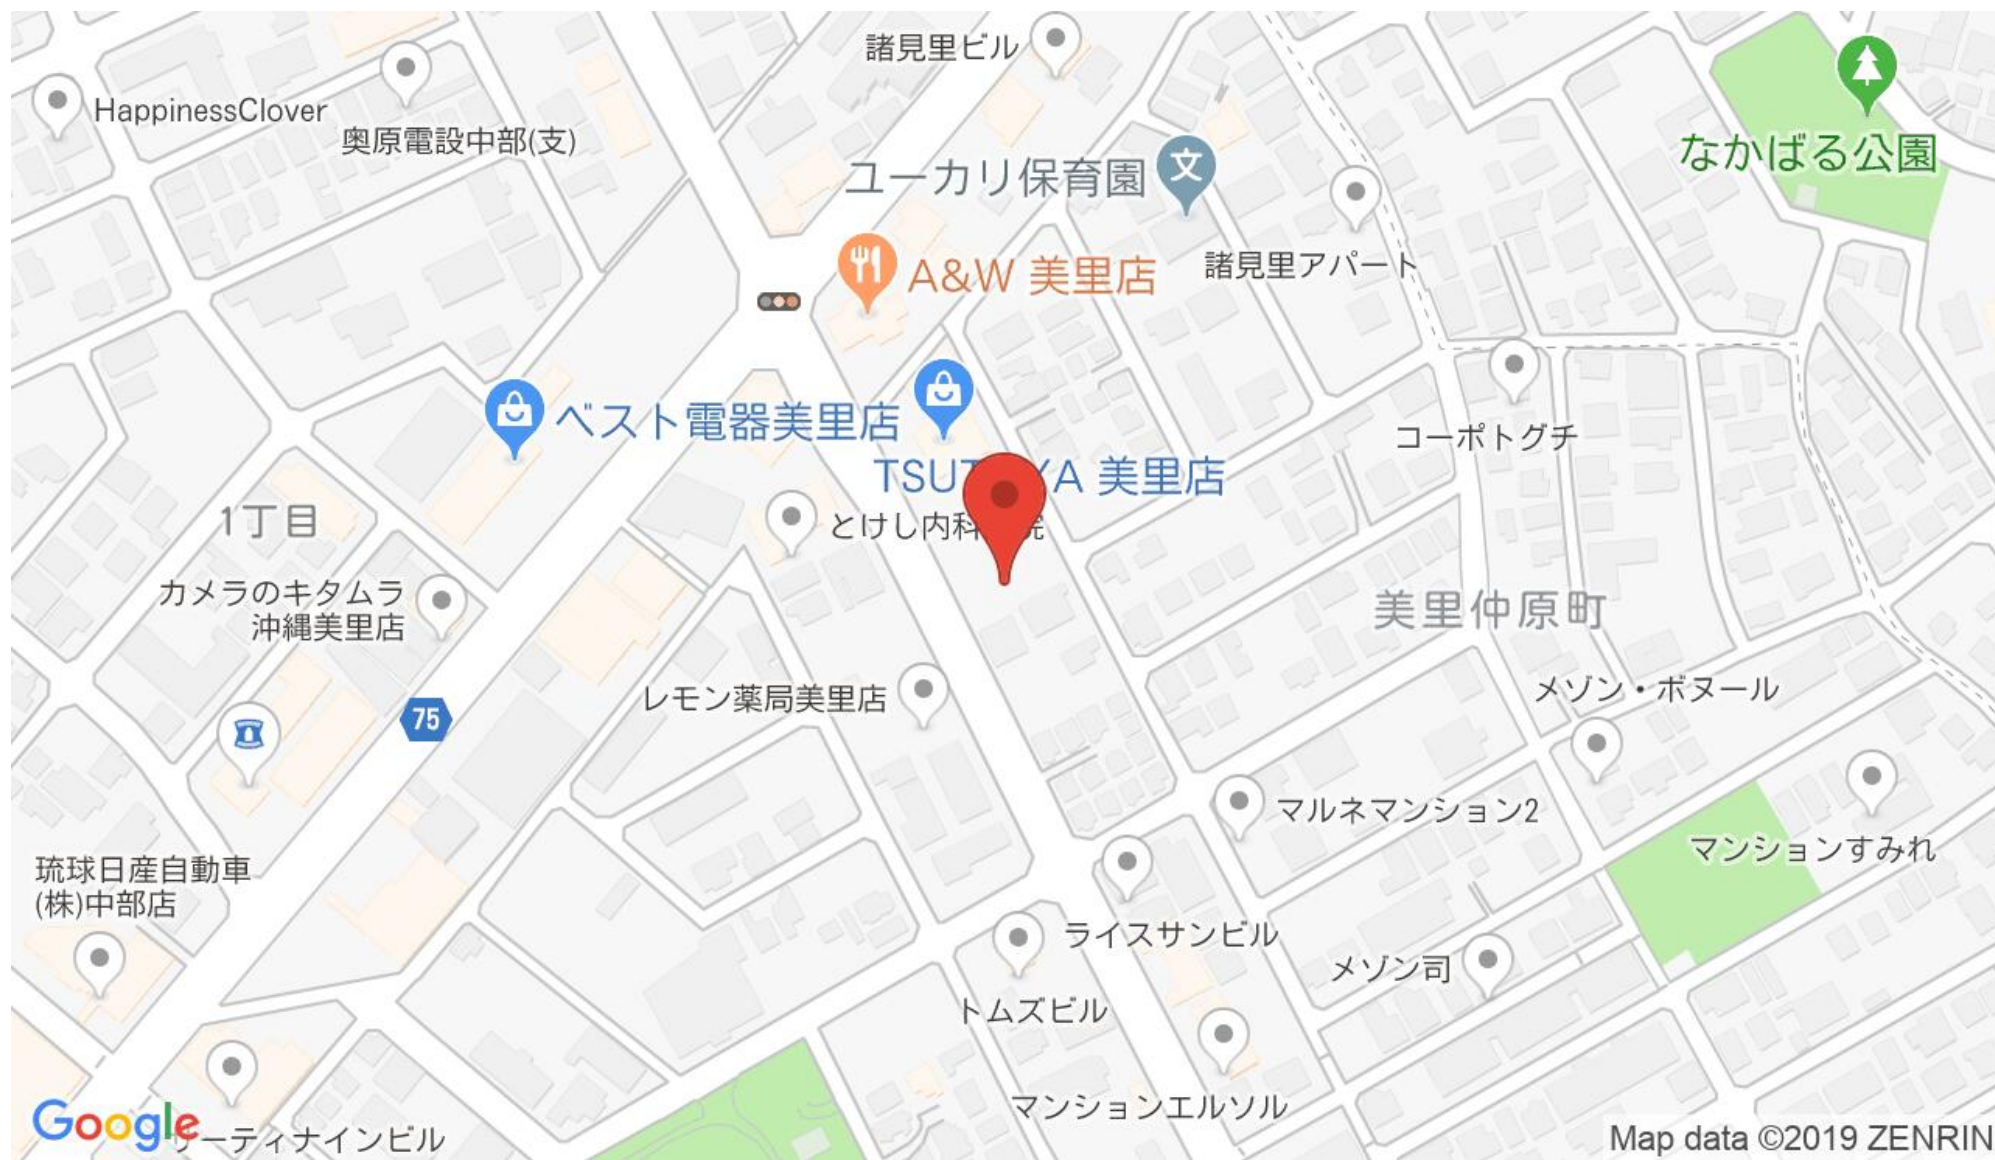 諸見里ビル
HappinessClover
奥原電設中部(支)
なかばる公園
ユーカリ保育園
文
諸見里アパート
A&W 美里店
ベスト電器美里店
コーポトグチ
TSUT YA 美里店
1丁目
とけし内科 院
カメラのキタムラ
沖縄美里店
美里仲原町
レモン薬局美里店
メゾン・ボヌール
75
マルネマンション2
マンションすみれ
琉球日産自動車
(株)中部店
ライスサンビル
メゾン司
トムズビル
マンションエルソル
Google
ーティナインビル
Map data ©2019 ZENRIN